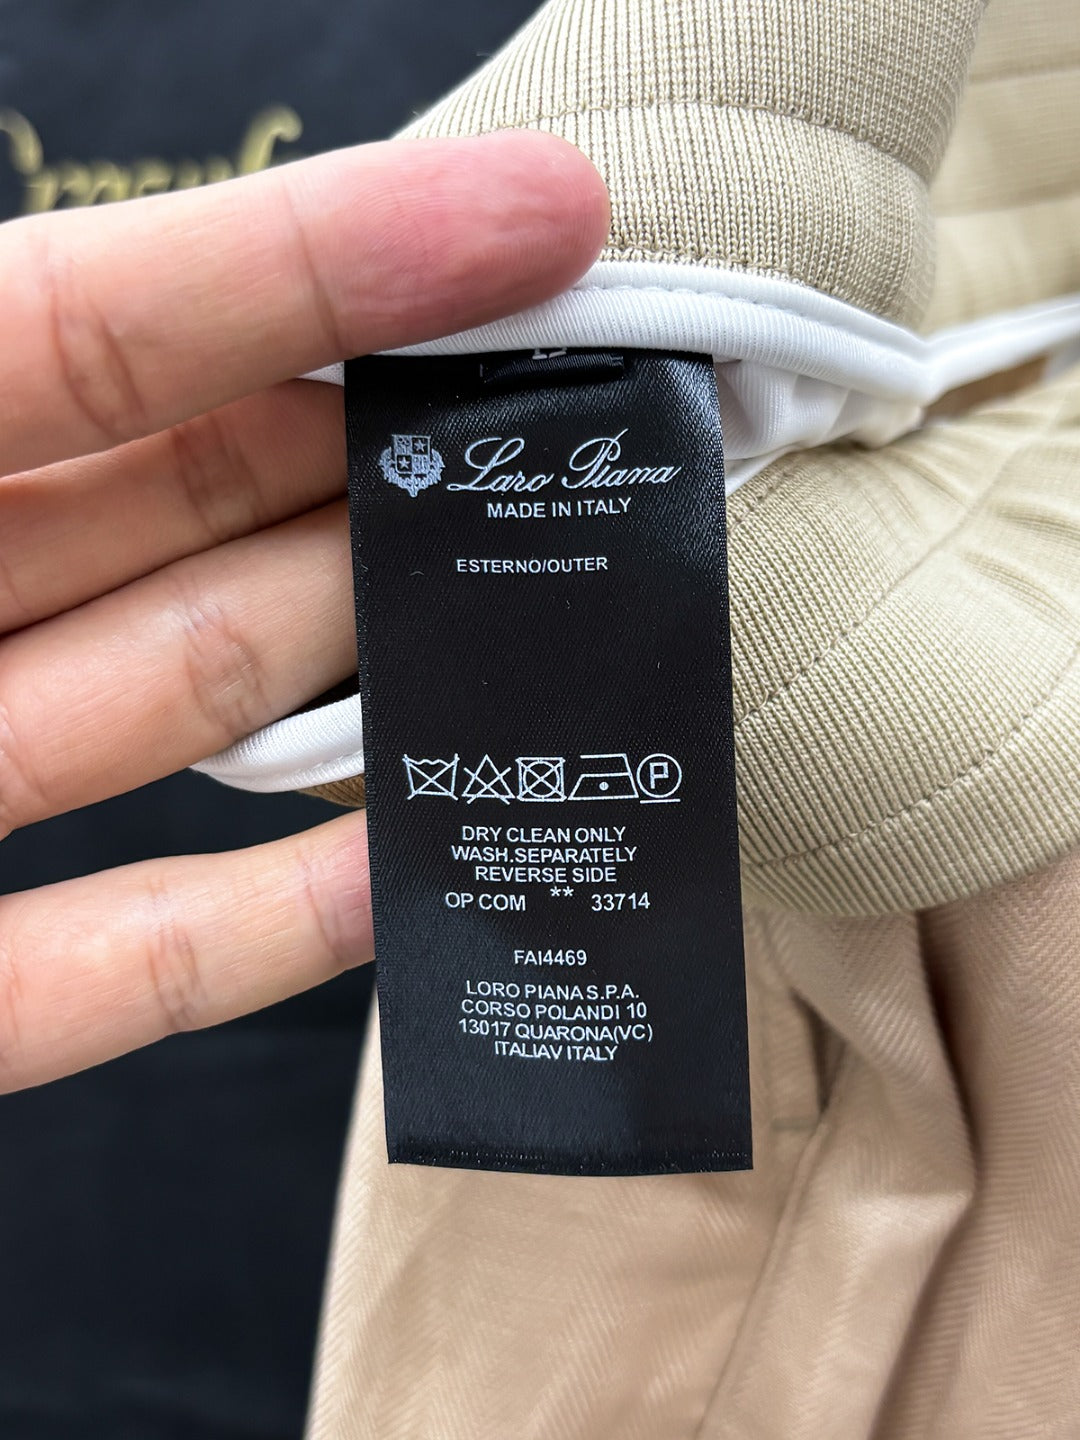 Laro Piana
MADE IN ITALY
ESTERNO/OUTER
P
DRY CLEAN ONLY
WASH.SEPARATELY
REVERSE SIDE
OP COM ** 33714
FAI4469
LORO PIANA S.P.A.
CORSO POLANDI 10
13017 QUARONA(VC)
ITALIAV ITALY